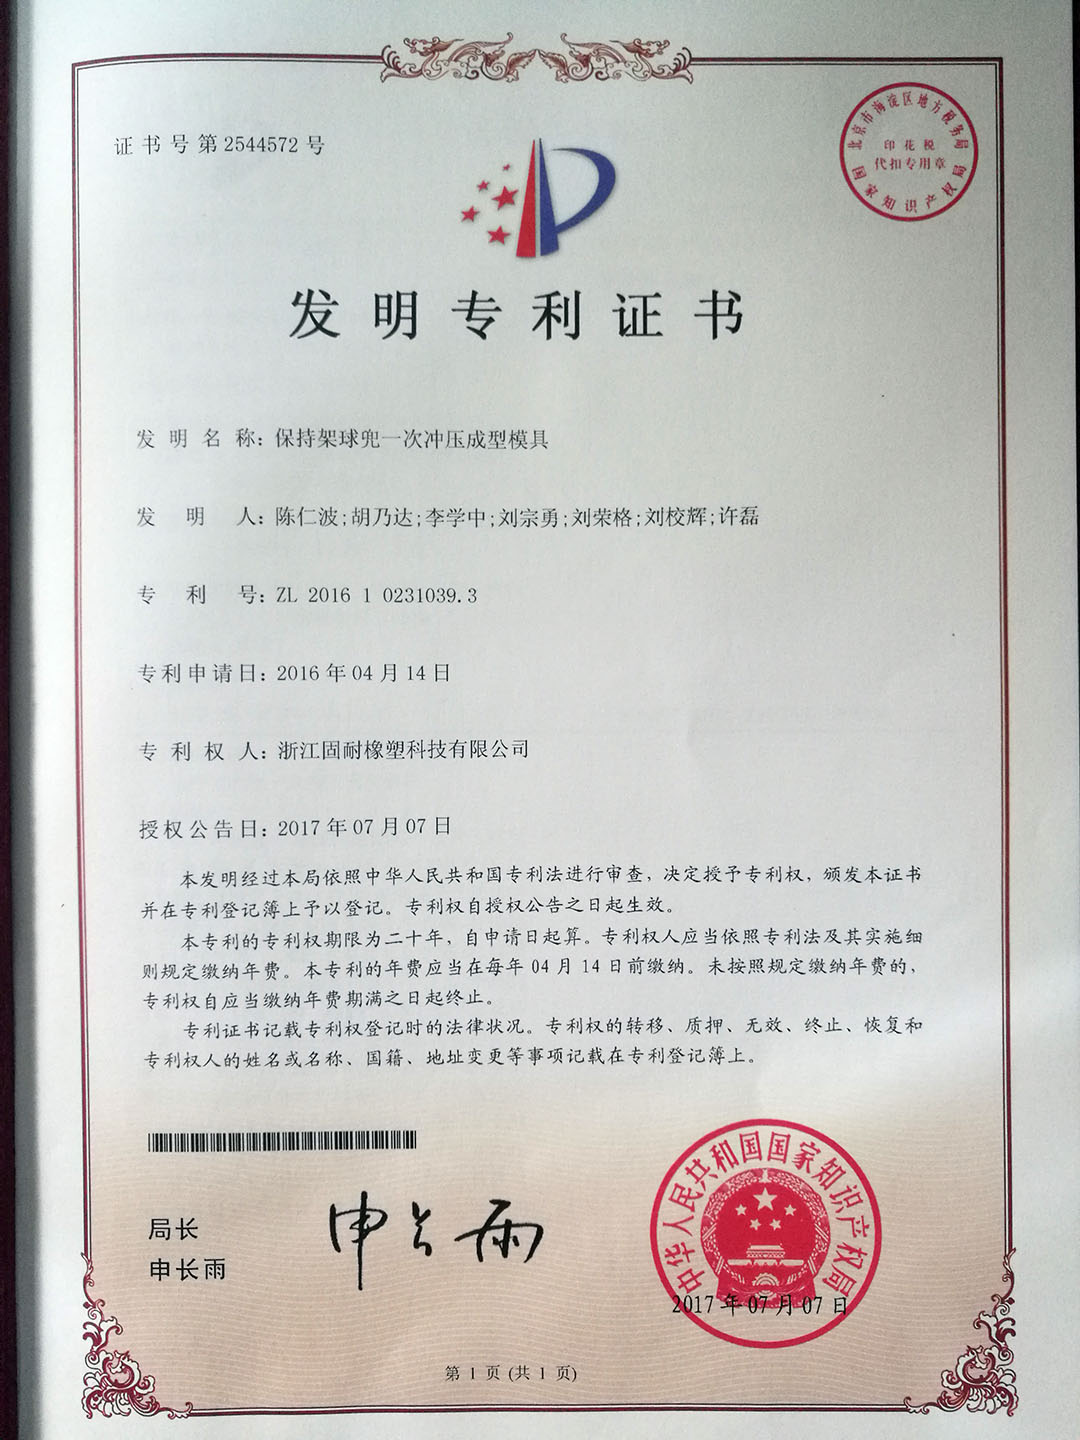 证书号第2544572号
北京市海淀区地方税务局
印花税
代扣专用章
国家知识产权局
发明专利证书
发明名称：保持架球兜一次冲压成型模具
发明人：陈仁波;胡乃达;李学中;刘宗勇;刘荣格;刘校辉;许磊
专利号：ZL 2016 1 0231039.3
专利申请日：2016年04月14日
专利权人：浙江固耐橡塑科技有限公司
授权公告日：2017年07月07日
本发明经过本局依照中华人民共和国专利法进行审查，决定授予专利权，颁发本证书
并在专利登记簿上予以登记。专利权自授权公告之日起生效。
本专利的专利权期限为二十年，自申请日起算。专利权人应当依照专利法及其实施细
则规定缴纳年费。本专利的年费应当在每年04月14日前缴纳。未按照规定缴纳年费的，
专利权自应当缴纳年费期满之日起终止。
专利证书记载专利权登记时的法律状况。专利权的转移、质押、无效、终止、恢复和
专利权人的姓名或名称、国籍、地址变更等事项记载在专利登记簿上。
局长
申长雨
申长雨
中华人民共和国国家知识产权局
2017年07月07日
第1页(共1页)